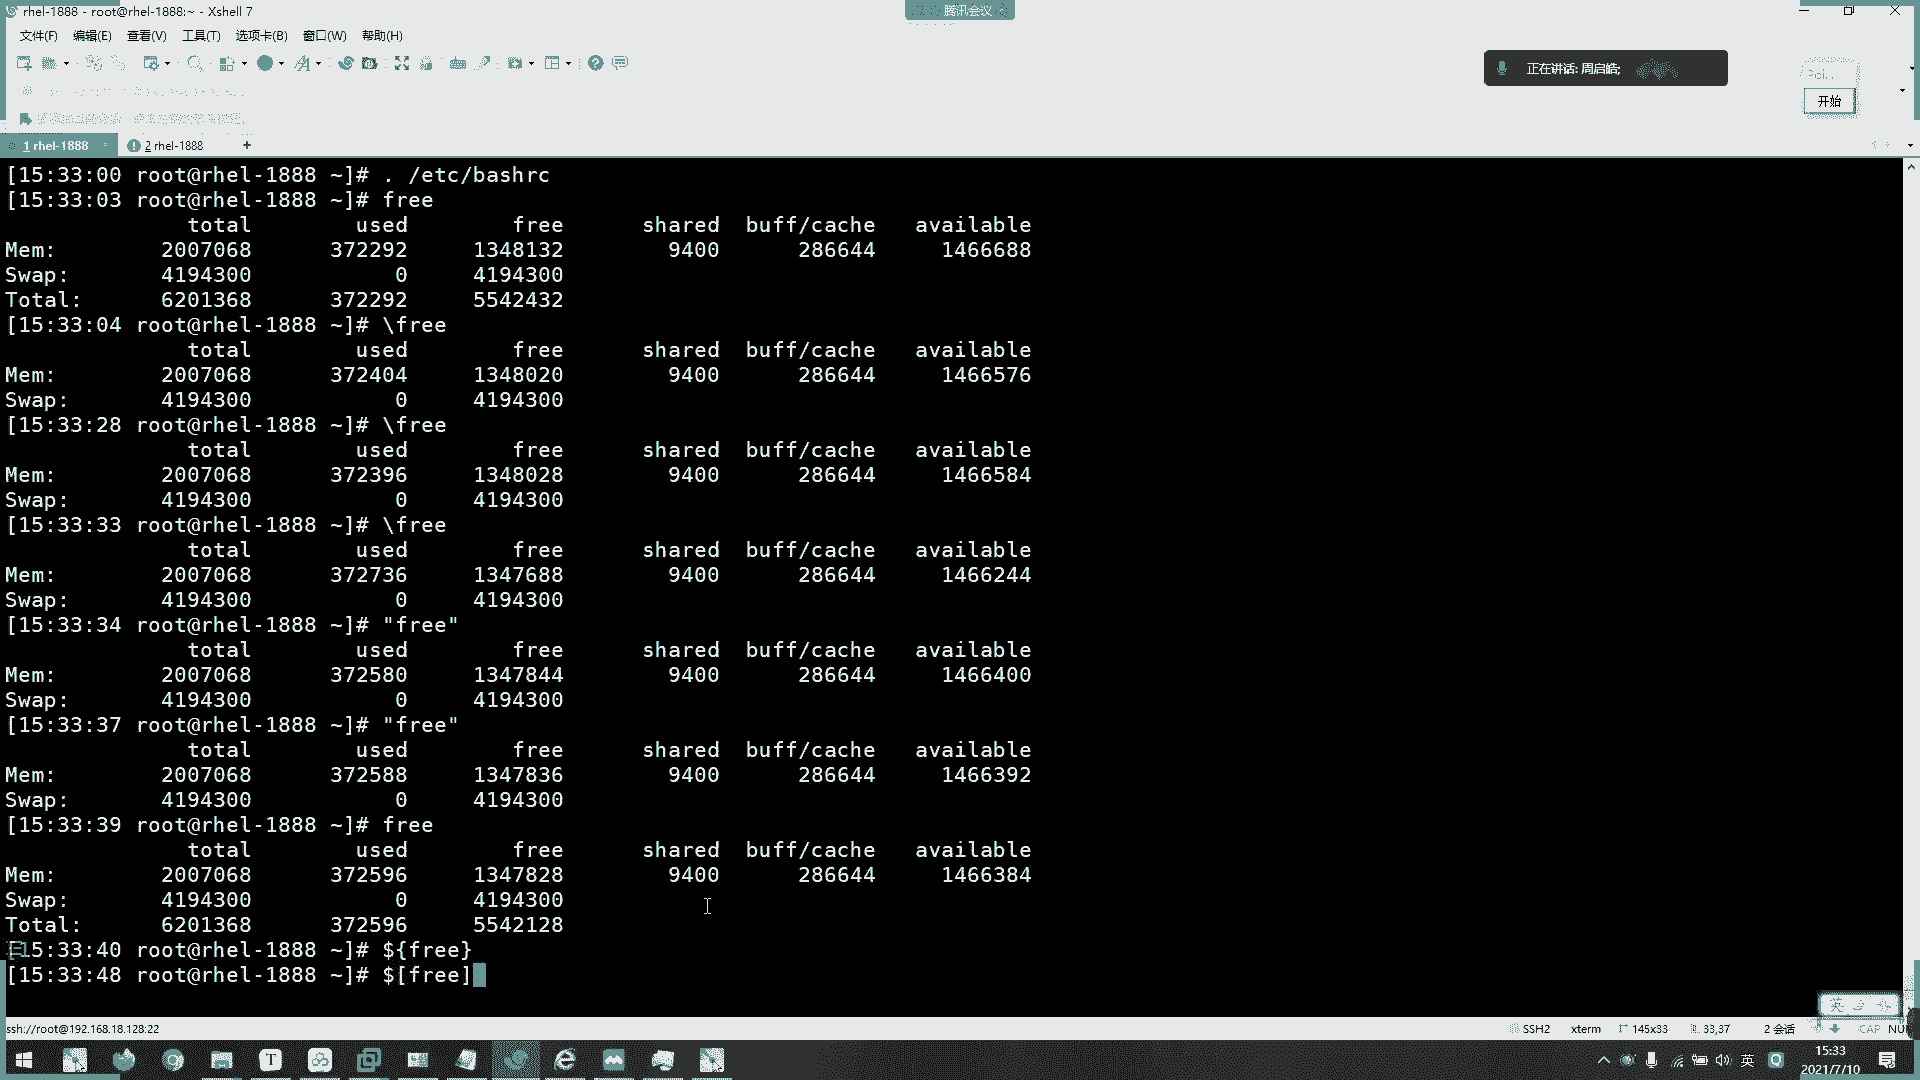 rhel-1888 - root@rhel-1888:~ - Xshell 7
腾讯会议
文件(F) 编辑(E) 查看(V) 工具(T) 选项卡(B) 窗口(W) 帮助(H)
正在讲话: 周启皓;
开始
1 rhel-1888 2 rhel-1888 +
[15:33:00 root@rhel-1888 ~]# . /etc/bashrc
[15:33:03 root@rhel-1888 ~]# free
total used free shared buff/cache available
Mem: 2007068 372292 1348132 9400 286644 1466688
Swap: 4194300 0 4194300
Total: 6201368 372292 5542432
[15:33:04 root@rhel-1888 ~]# \free
total used free shared buff/cache available
Mem: 2007068 372404 1348020 9400 286644 1466576
Swap: 4194300 0 4194300
[15:33:28 root@rhel-1888 ~]# \free
total used free shared buff/cache available
Mem: 2007068 372396 1348028 9400 286644 1466584
Swap: 4194300 0 4194300
[15:33:33 root@rhel-1888 ~]# \free
total used free shared buff/cache available
Mem: 2007068 372736 1347688 9400 286644 1466244
Swap: 4194300 0 4194300
[15:33:34 root@rhel-1888 ~]# "free"
total used free shared buff/cache available
Mem: 2007068 372580 1347844 9400 286644 1466400
Swap: 4194300 0 4194300
[15:33:37 root@rhel-1888 ~]# "free"
total used free shared buff/cache available
Mem: 2007068 372588 1347836 9400 286644 1466392
Swap: 4194300 0 4194300
[15:33:39 root@rhel-1888 ~]# free
total used free shared buff/cache available
Mem: 2007068 372596 1347828 9400 286644 1466384
Swap: 4194300 0 4194300
Total: 6201368 372596 5542128
[15:33:40 root@rhel-1888 ~]# ${free}
[15:33:48 root@rhel-1888 ~]# $[free]
英
ssh://root@192.168.18.128:22 SSH2 xterm 145x33 33,37 2 会话 CAP NUM
英 15:33
2021/7/10